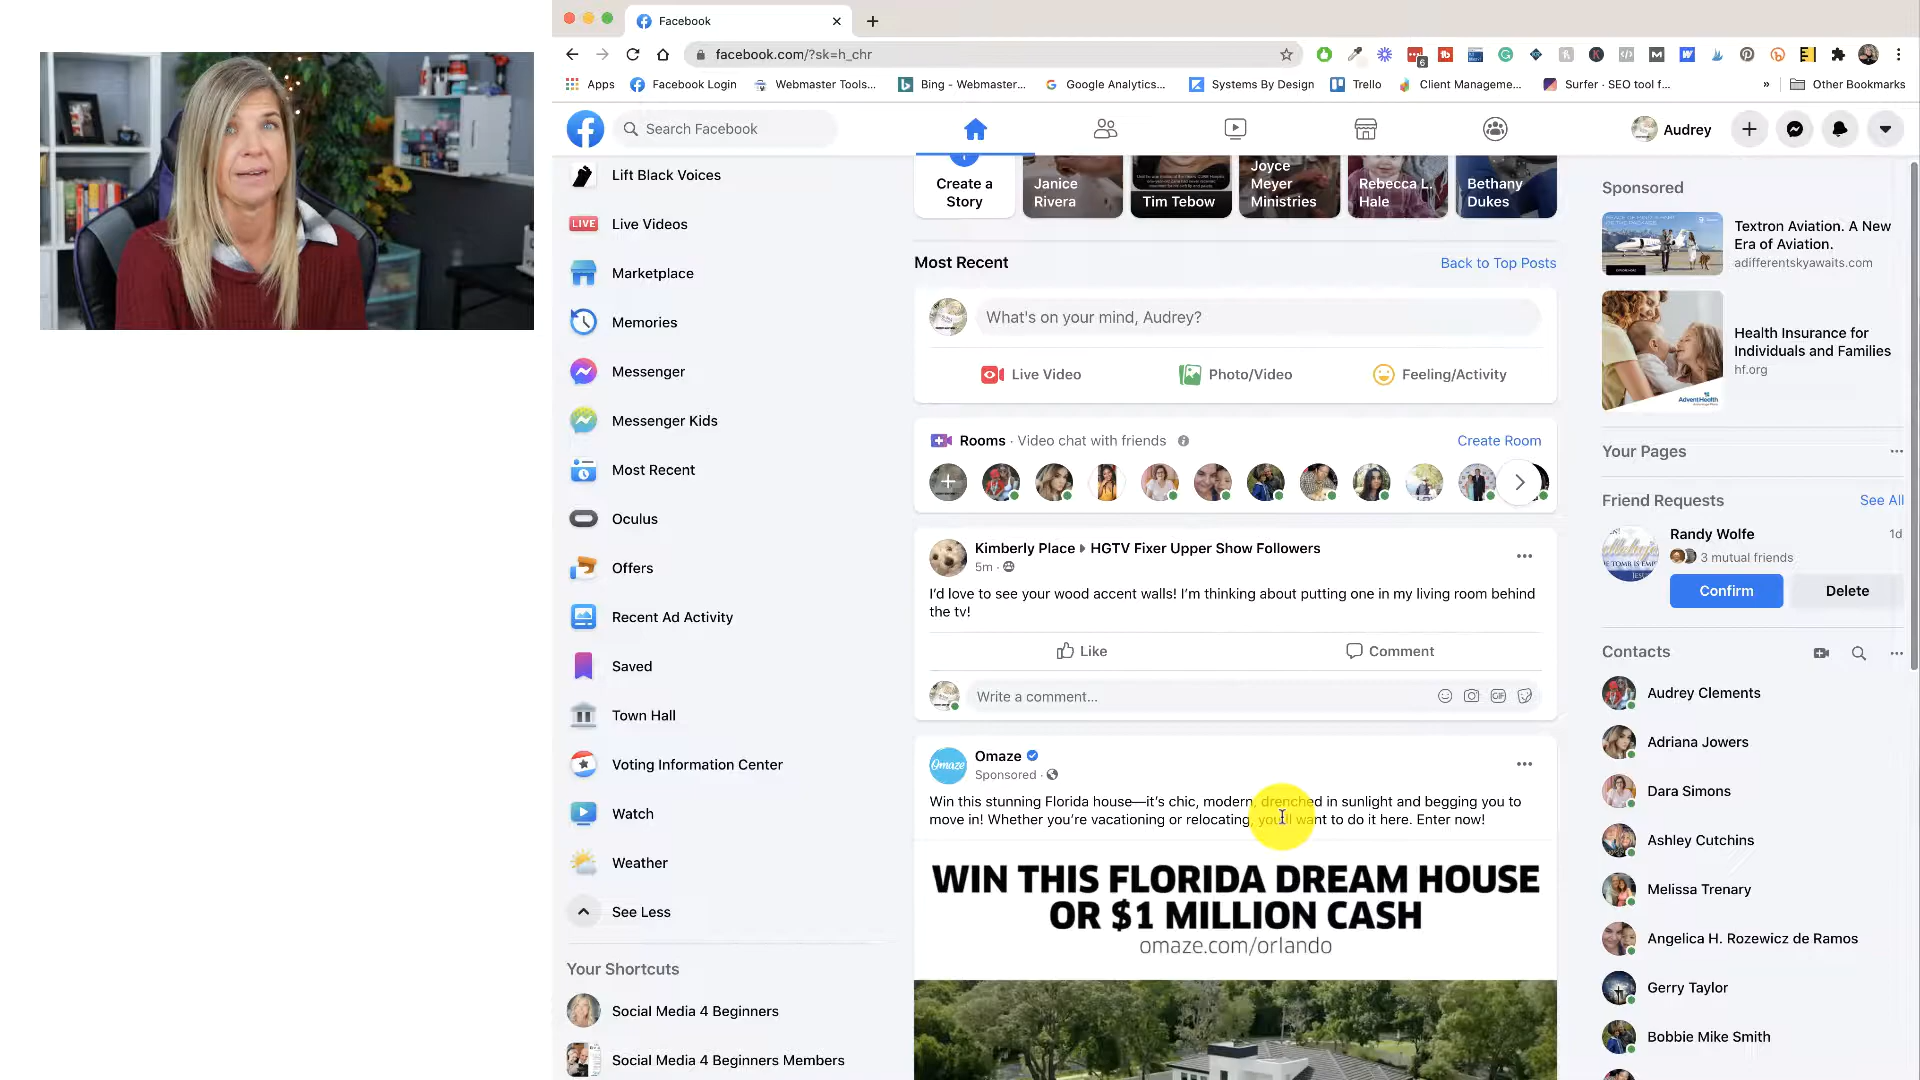 Facebook
facebook.com/?sk=h_chr
6
Apps
Facebook Login
Webmaster Tools...
Bing - Webmaster...
Google Analytics...
Systems By Design
Trello
Client Manageme...
Surfer - SEO tool f...
»
Other Bookmarks
Search Facebook
Audrey
Lift Black Voices
LIVE
Live Videos
Marketplace
Memories
Messenger
Messenger Kids
Most Recent
Oculus
Offers
Recent Ad Activity
Saved
Town Hall
Voting Information Center
Watch
Weather
See Less
Your Shortcuts
Social Media 4 Beginners
Social Media 4 Beginners Members
Create a
Story
Janice
Rivera
Tim Tebow
Joyce
Meyer
Ministries
Rebecca L.
Hale
Bethany
Dukes
Most Recent
Back to Top Posts
What's on your mind, Audrey?
Live Video
Photo/Video
Feeling/Activity
Rooms · Video chat with friends
Create Room
Kimberly Place ▸ HGTV Fixer Upper Show Followers
5m ·
I'd love to see your wood accent walls! I'm thinking about putting one in my living room behind
the tv!
Like
Comment
Write a comment...
GIF
Omaze
Omaze
Sponsored ·
Win this stunning Florida house—it's chic, modern, drenched in sunlight and begging you to
move in! Whether you're vacationing or relocating, you'll want to do it here. Enter now!
WIN THIS FLORIDA DREAM HOUSE
OR $1 MILLION CASH
omaze.com/orlando
Sponsored
Textron Aviation. A New
Era of Aviation.
adifferentskyawaits.com
AdventHealth
Health Insurance for
Individuals and Families
hf.org
Your Pages
Friend Requests
See All
Randy Wolfe
1d
3 mutual friends
Confirm
Delete
Contacts
Audrey Clements
Adriana Jowers
Dara Simons
Ashley Cutchins
Melissa Trenary
Angelica H. Rozewicz de Ramos
Gerry Taylor
Bobbie Mike Smith